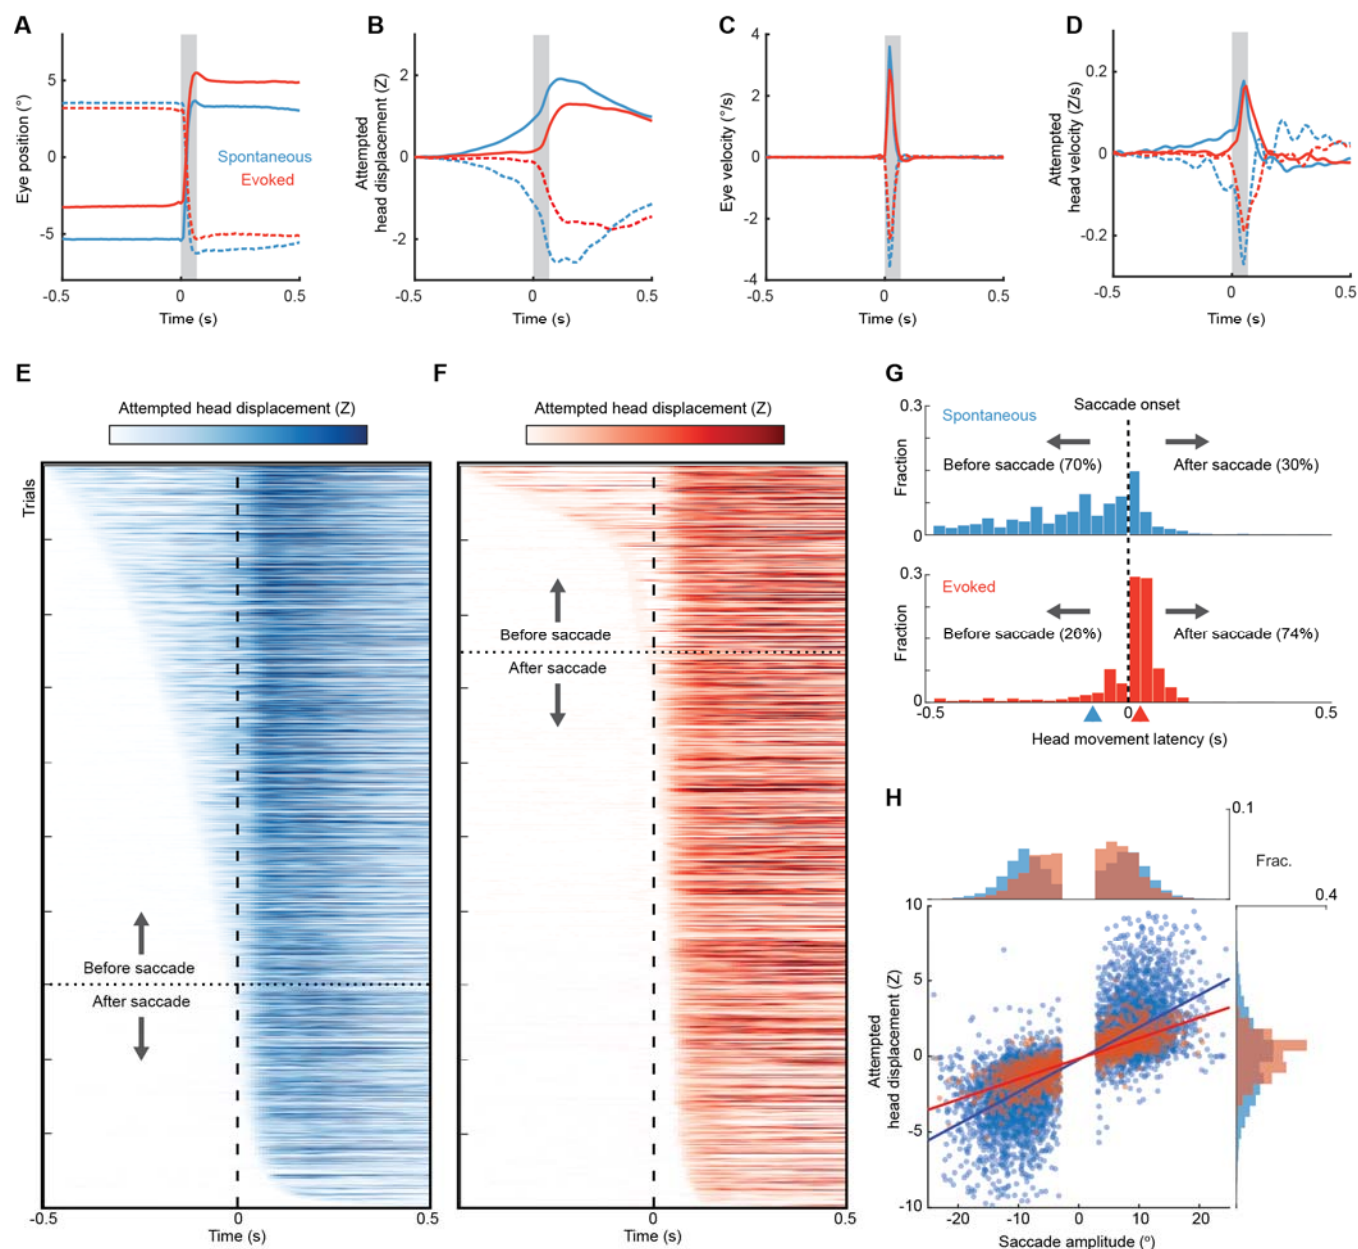 A
B
C
D
Eye position (°)
5
0
-5
Spontaneous
Evoked
-0.5
0
0.5
Time (s)
Attempted
head displacement (Z)
2
0
-2
-0.5
0
0.5
Time (s)
Eye velocity (°/s)
4
2
0
-2
-4
-0.5
0
0.5
Time (s)
Attempted
head velocity (Z/s)
0.2
0
-0.2
-0.5
0
0.5
Time (s)
E
Attempted head displacement (Z)
Trials
Before saccade
After saccade
-0.5
0
0.5
Time (s)
F
Attempted head displacement (Z)
Before saccade
After saccade
0
0.5
Time (s)
G
0.3
Saccade onset
Spontaneous
Before saccade (70%)
After saccade (30%)
Fraction
0
0.3
Evoked
Before saccade (26%)
After saccade (74%)
Fraction
0
-0.5
0
0.5
Head movement latency (s)
H
0.1
Frac.
0.4
Attempted
head displacement (Z)
10
5
0
-5
-10
-20
-10
0
10
20
Saccade amplitude (º)